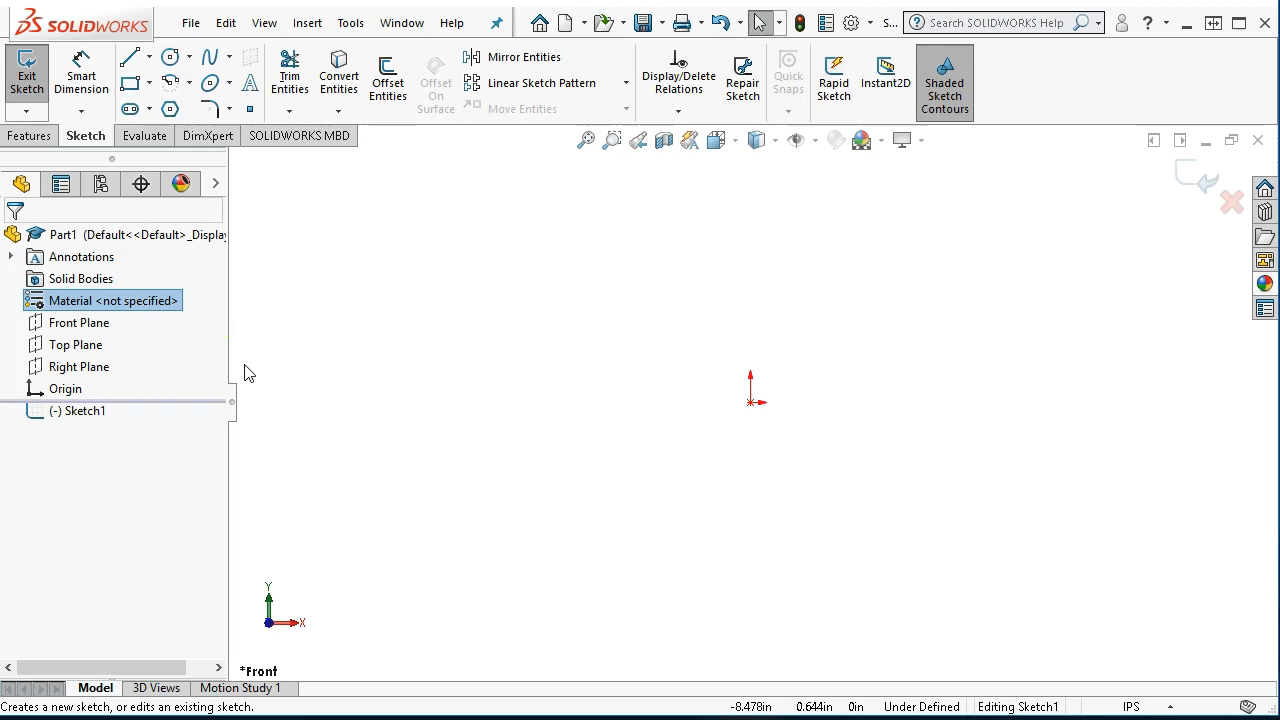 SOLIDWORKS File Edit View Insert Tools Window Help S... Search SOLIDWORKS Help ?
Exit Sketch
Smart Dimension
Trim Entities
Convert Entities
Offset Entities
Offset On Surface
Mirror Entities
Linear Sketch Pattern
Move Entities
Display/Delete Relations
Repair Sketch
Quick Snaps
Rapid Sketch
Instant2D
Shaded Sketch Contours
Features Sketch Evaluate DimXpert SOLIDWORKS MBD
Part1 (Default<<Default>_Display
Annotations
Solid Bodies
Material <not specified>
Front Plane
Top Plane
Right Plane
Origin
(-) Sketch1
Y
X
*Front
Model 3D Views Motion Study 1
Creates a new sketch, or edits an existing sketch. -8.478in 0.644in 0in Under Defined Editing Sketch1 IPS